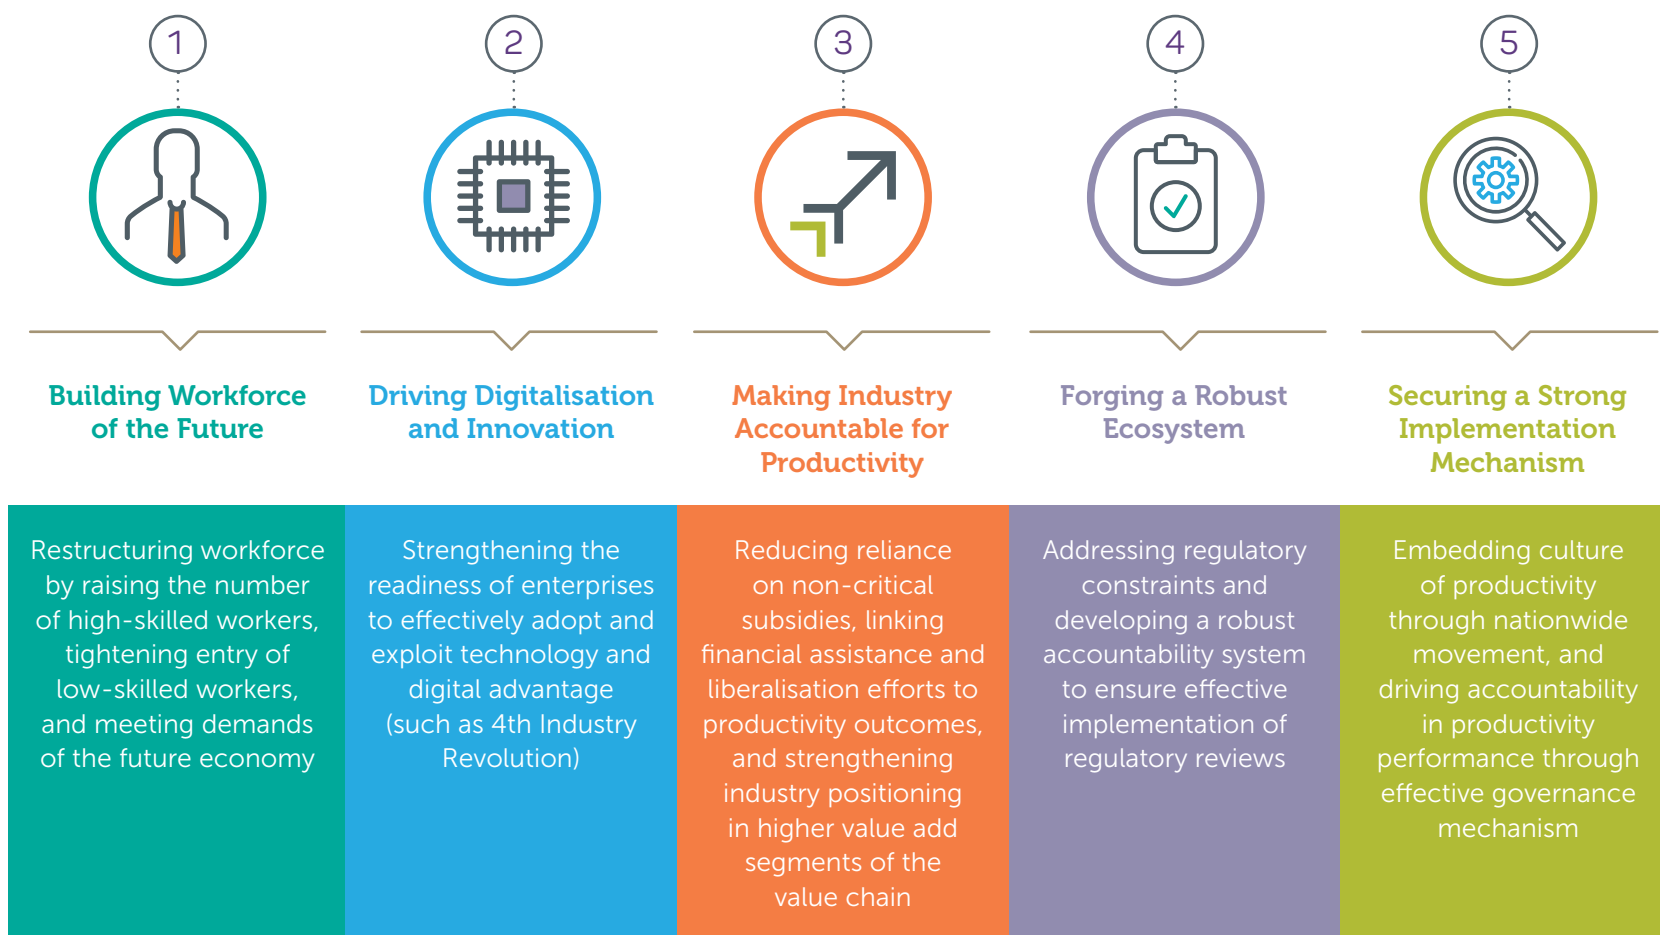 1
2
3
4
5
Building Workforce
of the Future
Driving Digitalisation
and Innovation
Making Industry
Accountable for
Productivity
Forging a Robust
Ecosystem
Securing a Strong
Implementation
Mechanism
Restructuring workforce
by raising the number
of high-skilled workers,
tightening entry of
low-skilled workers,
and meeting demands
of the future economy
Strengthening the
readiness of enterprises
to effectively adopt and
exploit technology and
digital advantage
(such as 4th Industry
Revolution)
Reducing reliance
on non-critical
subsidies, linking
financial assistance and
liberalisation efforts to
productivity outcomes,
and strengthening
industry positioning
in higher value add
segments of the
value chain
Addressing regulatory
constraints and
developing a robust
accountability system
to ensure effective
implementation of
regulatory reviews
Embedding culture
of productivity
through nationwide
movement, and
driving accountability
in productivity
performance through
effective governance
mechanism